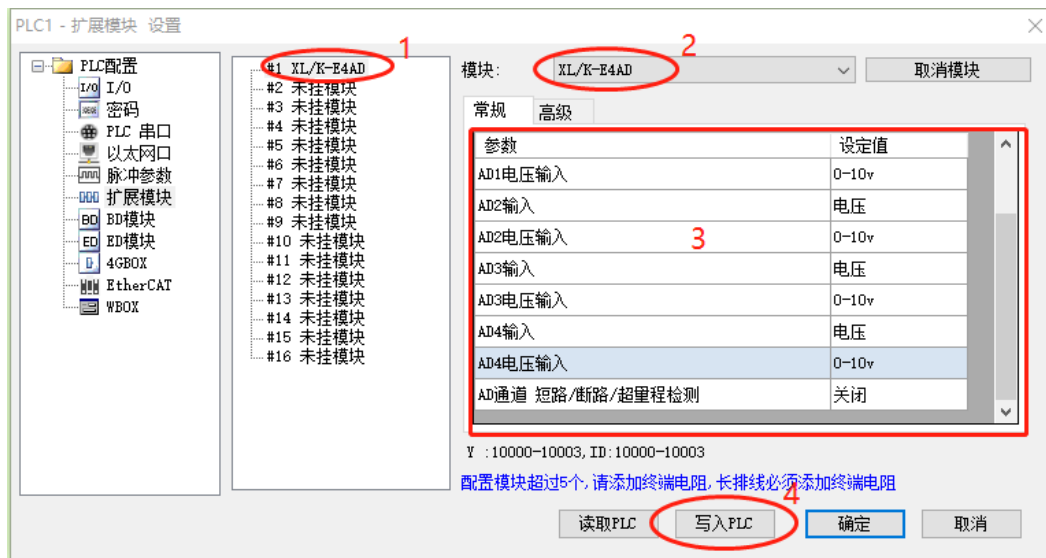 PLC1 - 扩展模块 设置
PLC配置
I/O I/O
密码
PLC 串口
以太网口
脉冲参数
扩展模块
BD BD模块
ED ED模块
4GBOX
EtherCAT
WBOX
1
#1 XL/K-E4AD
#2 未挂模块
#3 未挂模块
#4 未挂模块
#5 未挂模块
#6 未挂模块
#7 未挂模块
#8 未挂模块
#9 未挂模块
#10 未挂模块
#11 未挂模块
#12 未挂模块
#13 未挂模块
#14 未挂模块
#15 未挂模块
#16 未挂模块
2
模块: XL/K-E4AD 取消模块
常规 高级
参数 设定值
AD1电压输入 0-10v
AD2输入 电压
AD2电压输入 0-10v
3
AD3输入 电压
AD3电压输入 0-10v
AD4输入 电压
AD4电压输入 0-10v
AD通道 短路/断路/超量程检测 关闭
Y :10000-10003,ID:10000-10003
配置模块超过5个,请添加终端电阻,长排线必须添加终端电阻
4
读取PLC 写入PLC 确定 取消